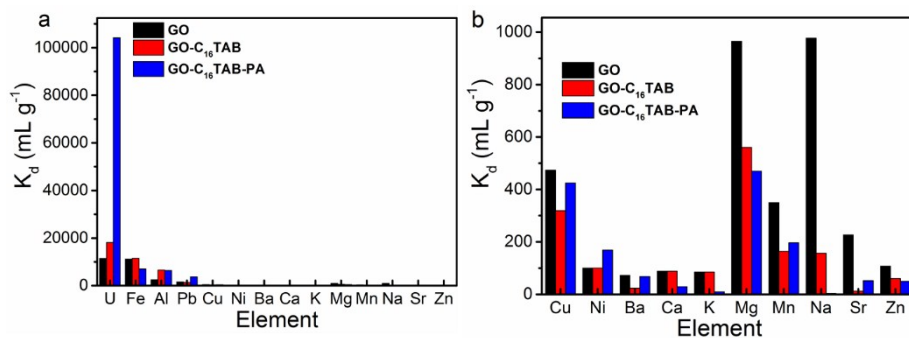 a
GO
GO-C₁₆TAB
GO-C₁₆TAB-PA
100000
80000
60000
40000
20000
0
K_d (mL g⁻¹)
U Fe Al Pb Cu Ni Ba Ca K Mg Mn Na Sr Zn
Element
b
GO
GO-C₁₆TAB
GO-C₁₆TAB-PA
1000
800
600
400
200
0
K_d (mL g⁻¹)
Cu Ni Ba Ca K Mg Mn Na Sr Zn
Element